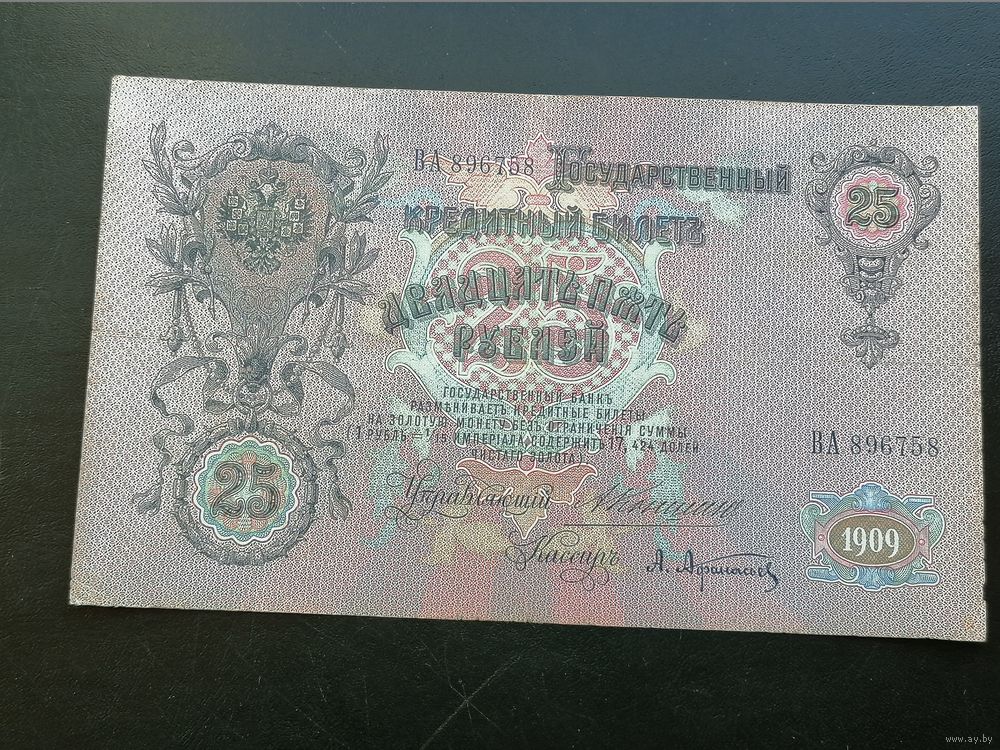 ВА 896758
Государственный
25
кредитный билетъ
25
двадцать пять
рублей
Государственный банкъ
размѣниваетъ кредитные билеты
на золотую монету безъ ограниченія суммы
(1 рубль = 1/15 имперіала, содержитъ 17,424 долей
чистаго золота).
ВА 896758
25
Управляющій
1909
Кассиръ
А. Афанасьев
www.ay.by